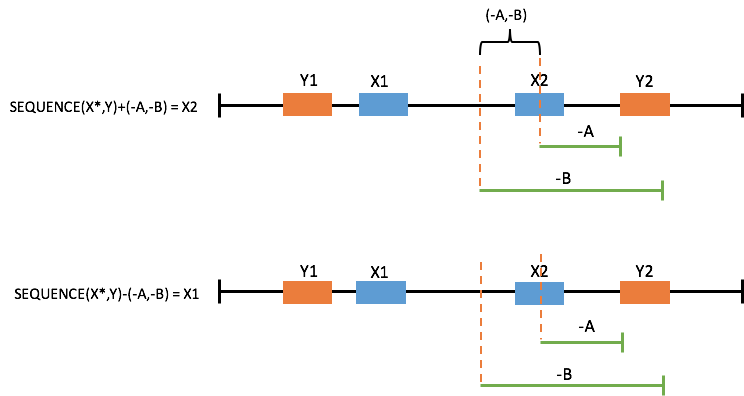 (-A,-B)
Y1 X1 X2 Y2
SEQUENCE(X*,Y)+(-A,-B) = X2
-A
-B
Y1 X1 X2 Y2
SEQUENCE(X*,Y)-(-A,-B) = X1
-A
-B